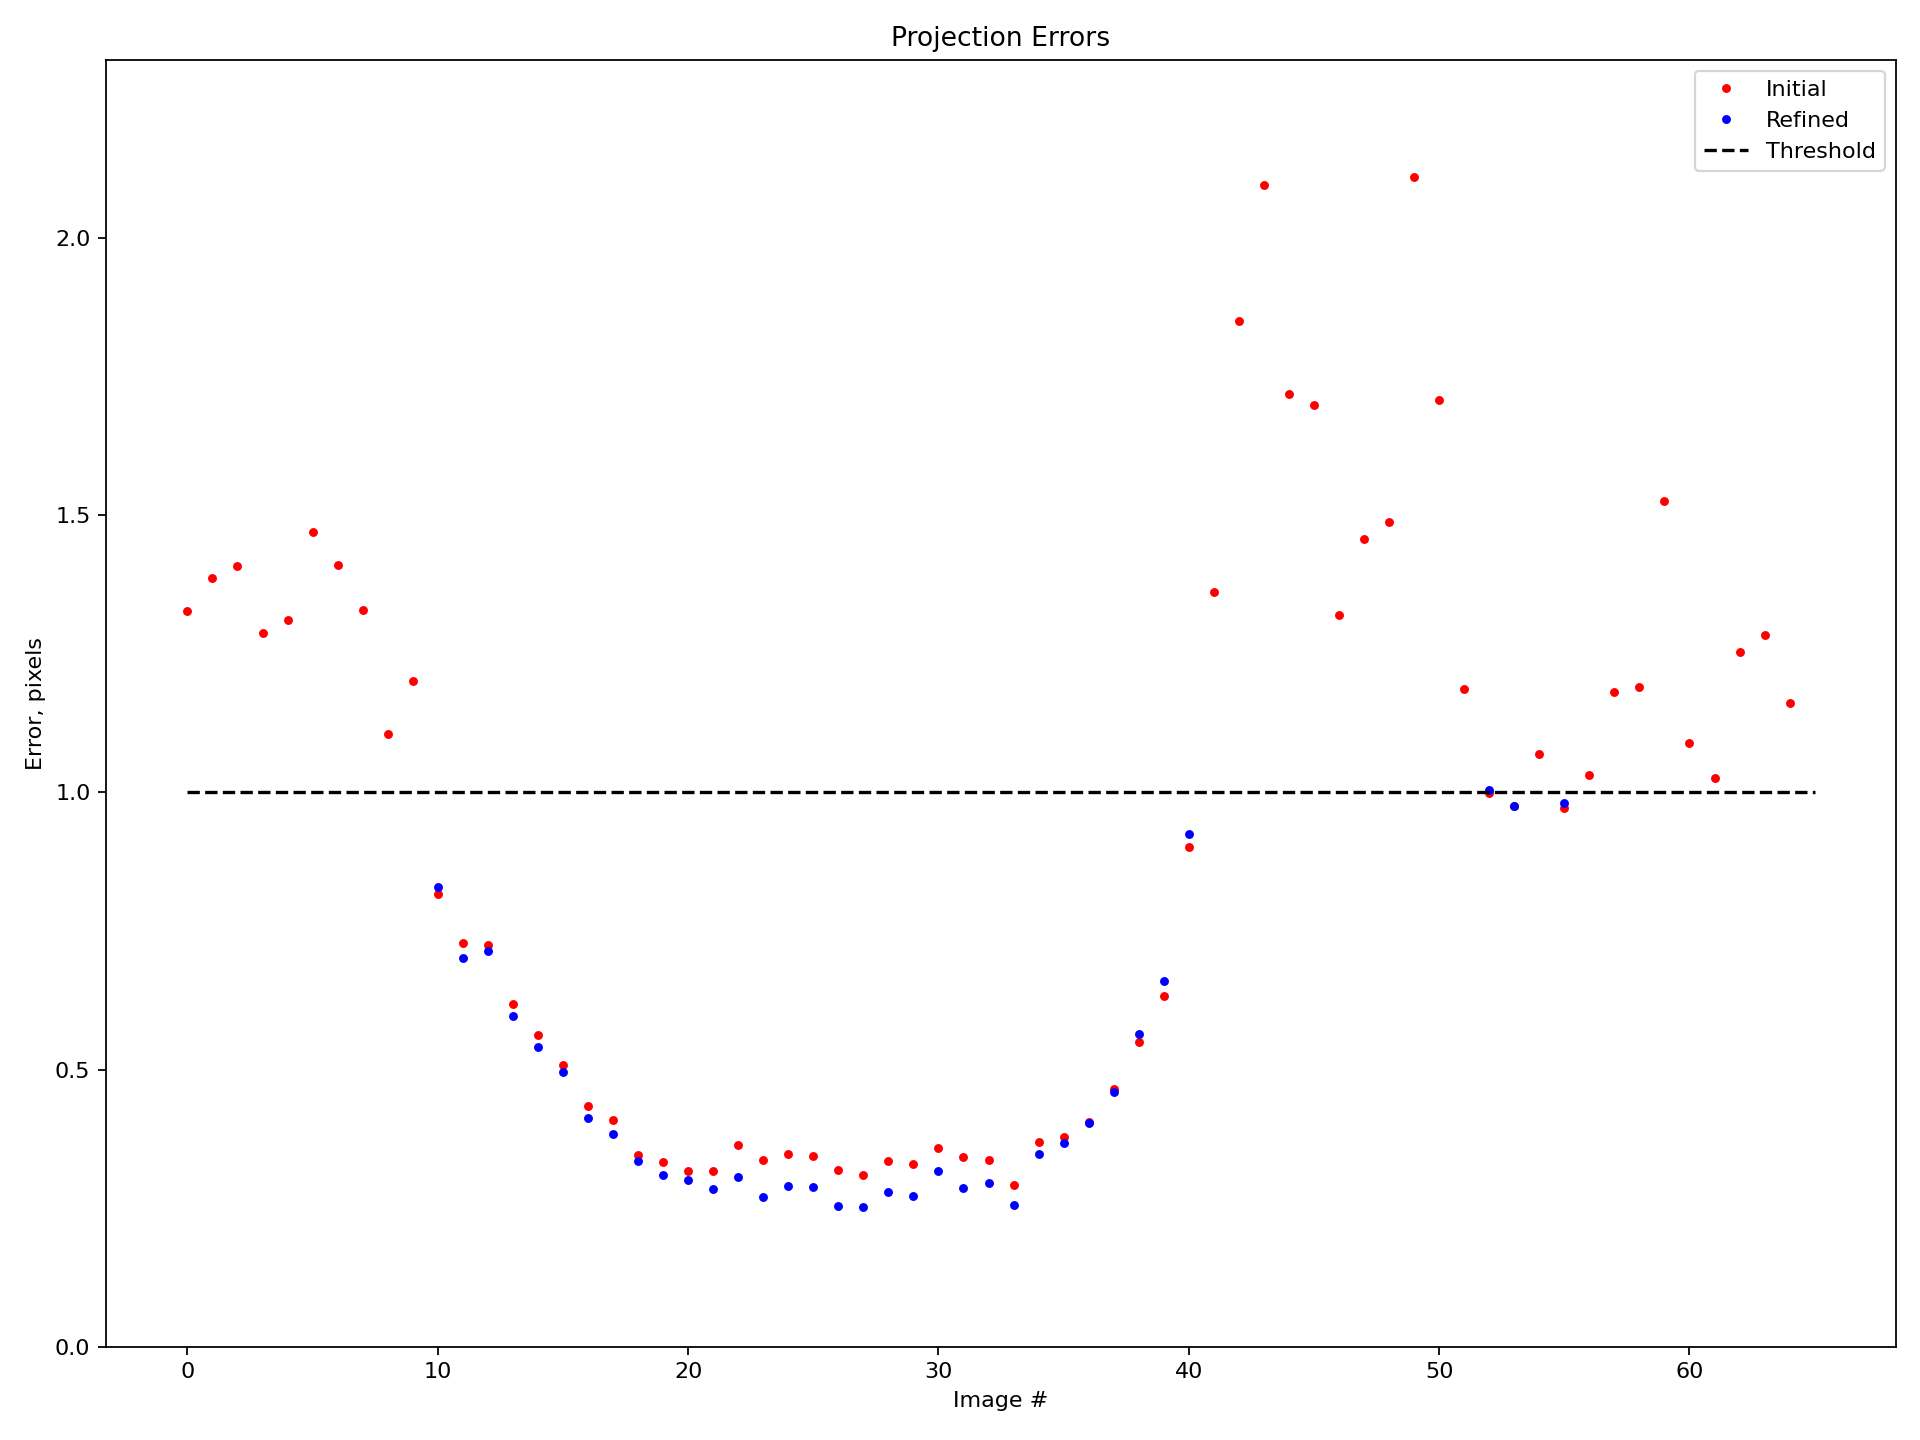 Projection Errors
Initial
Refined
Threshold
Error, pixels
2.0
1.5
1.0
0.5
0.0
0 10 20 30 40 50 60
Image #